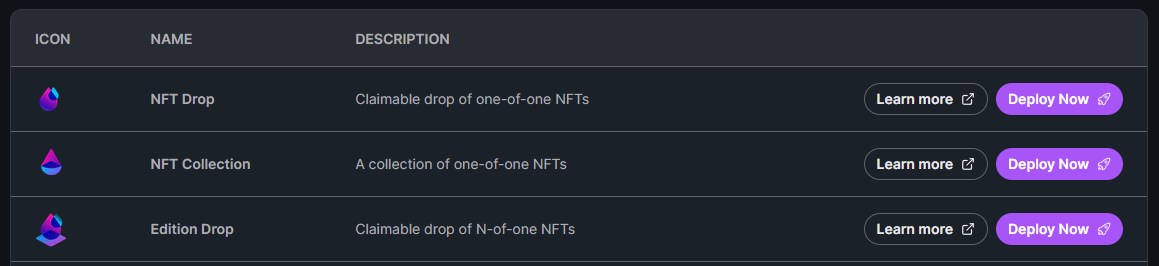 ICON NAME DESCRIPTION
NFT Drop Claimable drop of one-of-one NFTs Learn more Deploy Now
NFT Collection A collection of one-of-one NFTs Learn more Deploy Now
Edition Drop Claimable drop of N-of-one NFTs Learn more Deploy Now